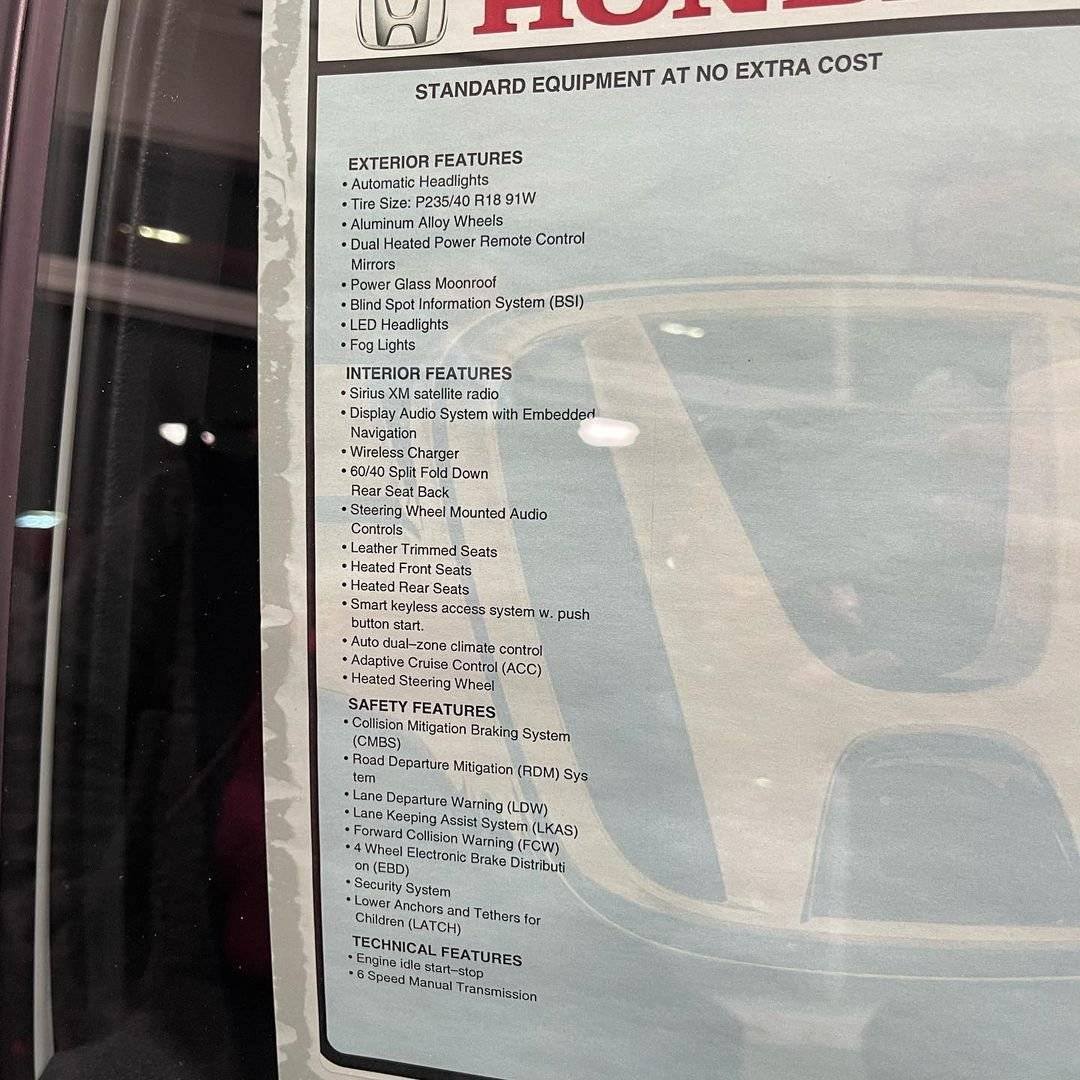 STANDARD EQUIPMENT AT NO EXTRA COST
EXTERIOR FEATURES
• Automatic Headlights
• Tire Size: P235/40 R18 91W
• Aluminum Alloy Wheels
• Dual Heated Power Remote Control
Mirrors
• Power Glass Moonroof
• Blind Spot Information System (BSI)
• LED Headlights
• Fog Lights
INTERIOR FEATURES
• Sirius XM satellite radio
• Display Audio System with Embedded
Navigation
• Wireless Charger
• 60/40 Split Fold Down
Rear Seat Back
• Steering Wheel Mounted Audio
Controls
• Leather Trimmed Seats
• Heated Front Seats
• Heated Rear Seats
• Smart keyless access system w. push
button start.
• Auto dual–zone climate control
• Adaptive Cruise Control (ACC)
• Heated Steering Wheel
SAFETY FEATURES
• Collision Mitigation Braking System
(CMBS)
• Road Departure Mitigation (RDM) Sys
tem
• Lane Departure Warning (LDW)
• Lane Keeping Assist System (LKAS)
• Forward Collision Warning (FCW)
• 4 Wheel Electronic Brake Distributi
on (EBD)
• Security System
• Lower Anchors and Tethers for
Children (LATCH)
TECHNICAL FEATURES
• Engine idle start–stop
• 6 Speed Manual Transmission